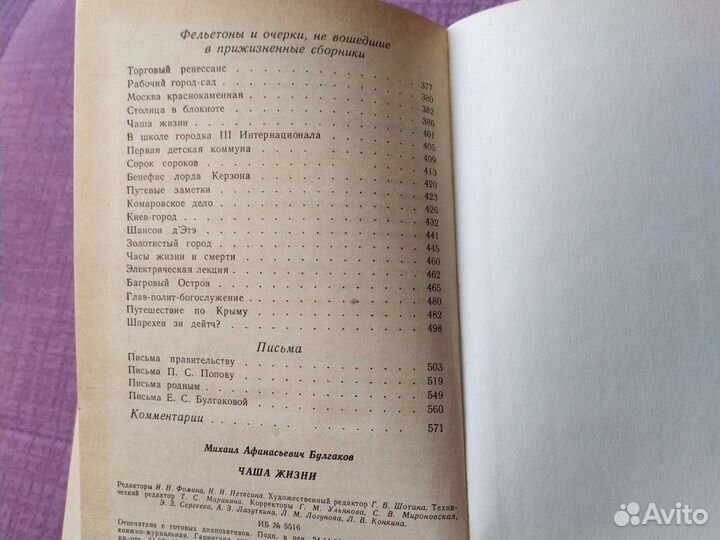 Фельетоны и очерки, не вошедшие
в прижизненные сборники
Торговый ренессанс . . . 377
Рабочий город-сад . . . 380
Москва краснокаменная . . . 382
Столица в блокноте . . . 386
Чаша жизни . . . 401
В школе городка III Интернационала . . . 405
Первая детская коммуна . . . 409
Сорок сороков . . . 413
Бенефис лорда Керзона . . . 420
Путевые заметки . . . 423
Комаровское дело . . . 426
Киев-город . . . 432
Шансон д'Этэ . . . 441
Золотистый город . . . 445
Часы жизни и смерти . . . 460
Электрическая лекция . . . 462
Багровый Остров . . . 465
Глав-полит-богослужение . . . 480
Путешествие по Крыму . . . 482
Шпрехен зи дейтч? . . . 498
Письма
Письма правительству . . . 503
Письма П. С. Попову . . . 519
Письма родным . . . 549
Письма Е. С. Булгаковой . . . 560
Комментарии . . . 571
Михаил Афанасьевич Булгаков
ЧАША ЖИЗНИ
Редакторы И. Н. Фомина, Н. И. Нетесина. Художественный редактор Г. В. Шотина. Техни-
ческий редактор Т. С. Маринина. Корректоры Г. М. Ульянова, С. В. Мироновская,
Э. З. Сергеева, А. З. Лазуткина, Л. М. Логунова, Л. В. Конкина.
ИБ № 5516
Отпечатано с готовых диапозитивов. Подп. в печ.
книжно-журнальная. Гарнитура
Avito